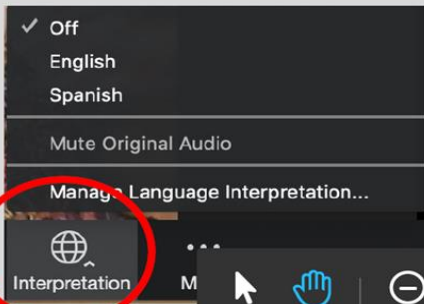 Off
English
Spanish
Mute Original Audio
Manage Language Interpretation...
Interpretation
M